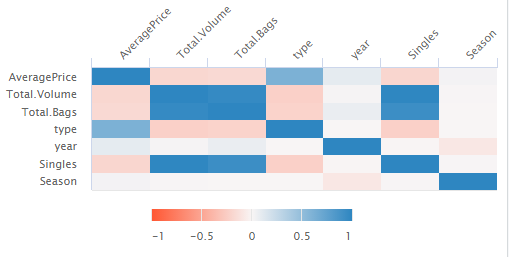 AveragePrice
Total.Volume
Total.Bags
type
year
Singles
Season
AveragePrice
Total.Volume
Total.Bags
type
year
Singles
Season
-1
-0.5
0
0.5
1